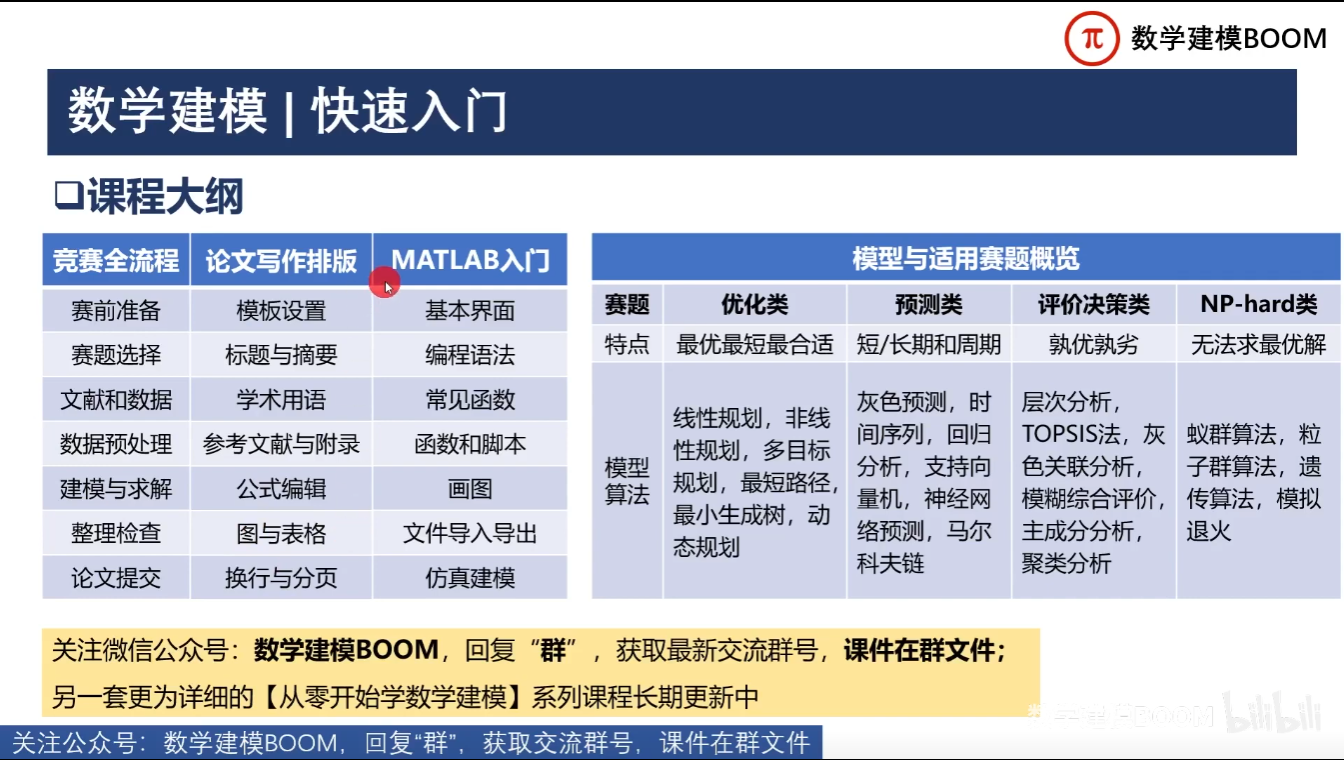 π 数学建模BOOM
数学建模 | 快速入门
❑课程大纲
竞赛全流程 论文写作排版 MATLAB入门
赛前准备 模板设置 基本界面
赛题选择 标题与摘要 编程语法
文献和数据 学术用语 常见函数
数据预处理 参考文献与附录 函数和脚本
建模与求解 公式编辑 画图
整理检查 图与表格 文件导入导出
论文提交 换行与分页 仿真建模
模型与适用赛题概览
赛题 优化类 预测类 评价决策类 NP-hard类
特点 最优最短最合适 短/长期和周期 孰优孰劣 无法求最优解
模型
算法
线性规划，非线
性规划，多目标
规划，最短路径，
最小生成树，动
态规划
灰色预测，时
间序列，回归
分析，支持向
量机，神经网
络预测，马尔
科夫链
层次分析，
TOPSIS法，灰
色关联分析，
模糊综合评价，
主成分分析，
聚类分析
蚁群算法，粒
子群算法，遗
传算法，模拟
退火
关注微信公众号：数学建模BOOM，回复“群”，获取最新交流群号，课件在群文件；
另一套更为详细的【从零开始学数学建模】系列课程长期更新中
数学建模BOOM bilibili
关注公众号：数学建模BOOM，回复“群”，获取交流群号，课件在群文件